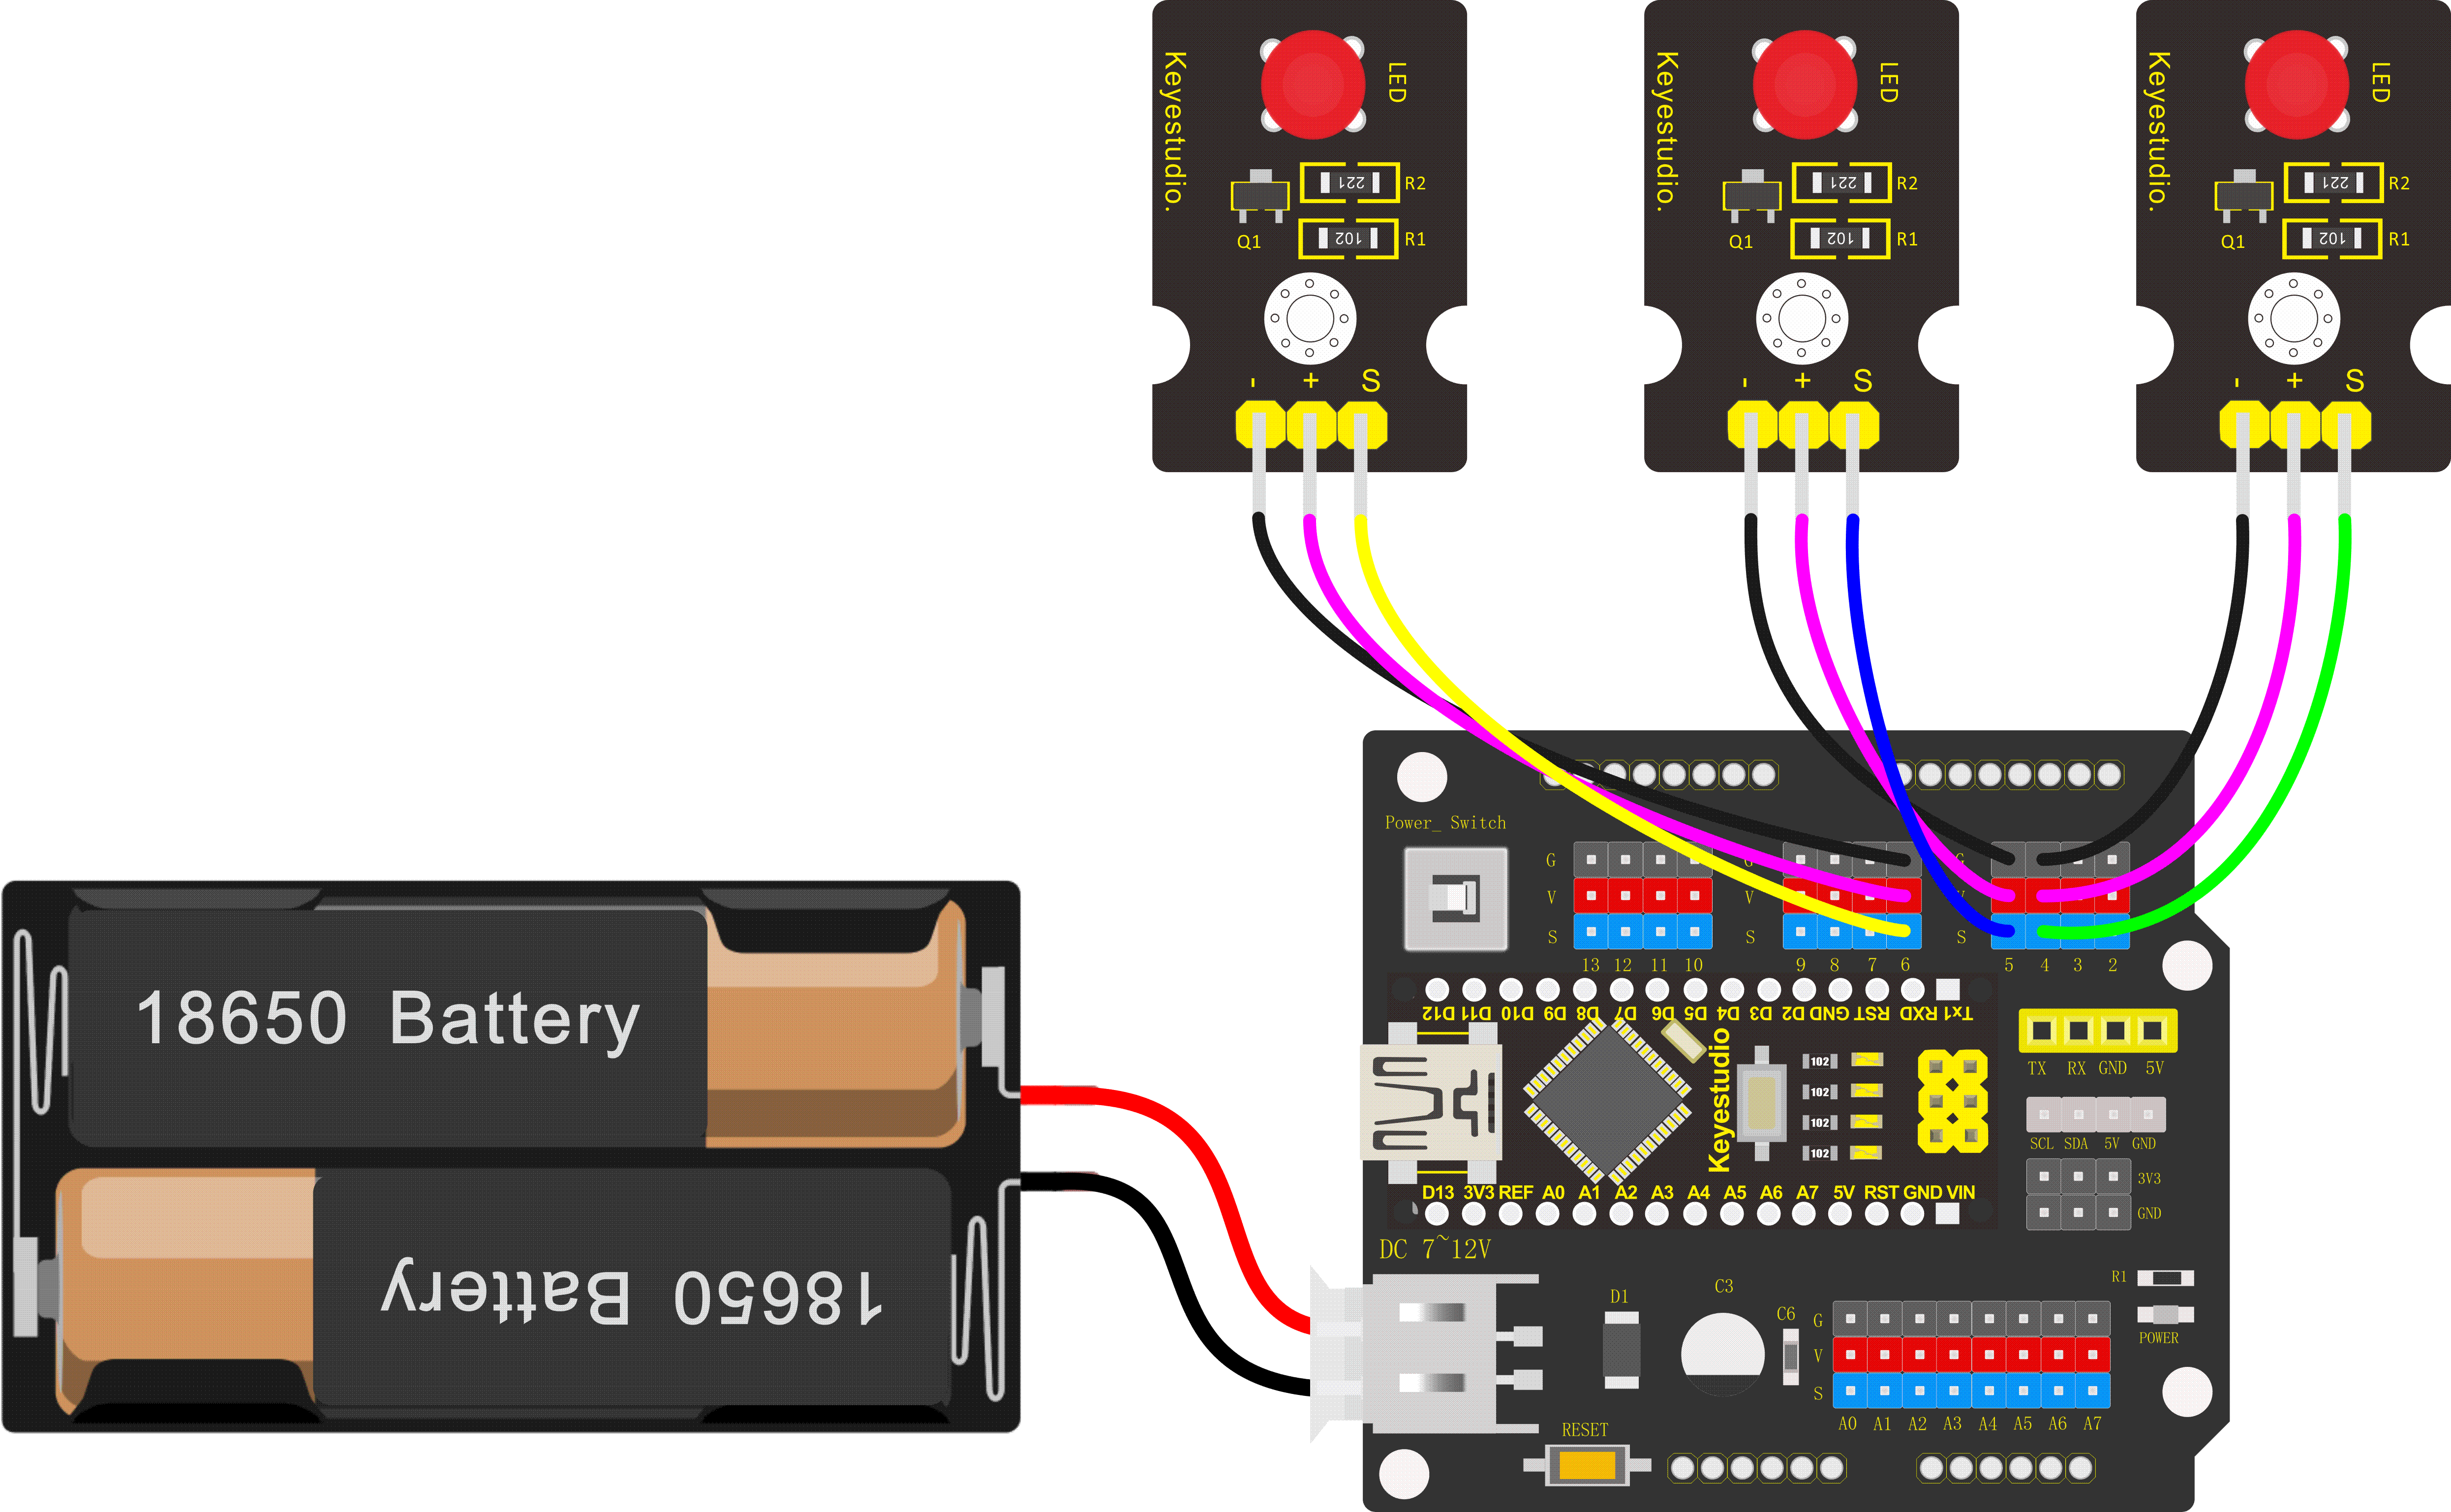 Keyestudio.
LED
221 R2
102 R1
Q1
- + S
Keyestudio.
LED
221 R2
102 R1
Q1
- + S
Keyestudio.
LED
221 R2
102 R1
Q1
- + S
Power_ Switch
G
V
S
13 12 11 10
G
V
S
9 8 7 6
G
S
5 4 3 2
D12 D11 D10 D9 D8 D7 D6 D5 D4 D3 D2 GND RST RXD Tx1
Keyestudio
102
102
102
102
TX RX GND 5V
SCL SDA 5V GND
3V3
GND
D13 3V3 REF A0 A1 A2 A3 A4 A5 A6 A7 5V RST GND VIN
DC 7~12V
D1
C3
C6
R1
POWER
G
V
S
A0 A1 A2 A3 A4 A5 A6 A7
RESET
18650 Battery
18650 Battery